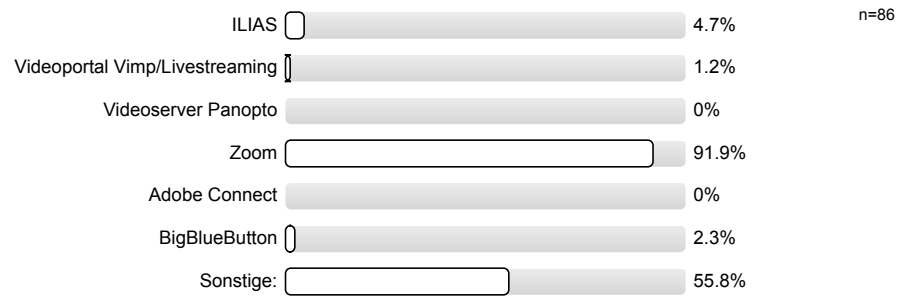 ILIAS 4.7% n=86
Videoportal Vimp/Livestreaming 1.2%
Videoserver Panopto 0%
Zoom 91.9%
Adobe Connect 0%
BigBlueButton 2.3%
Sonstige: 55.8%